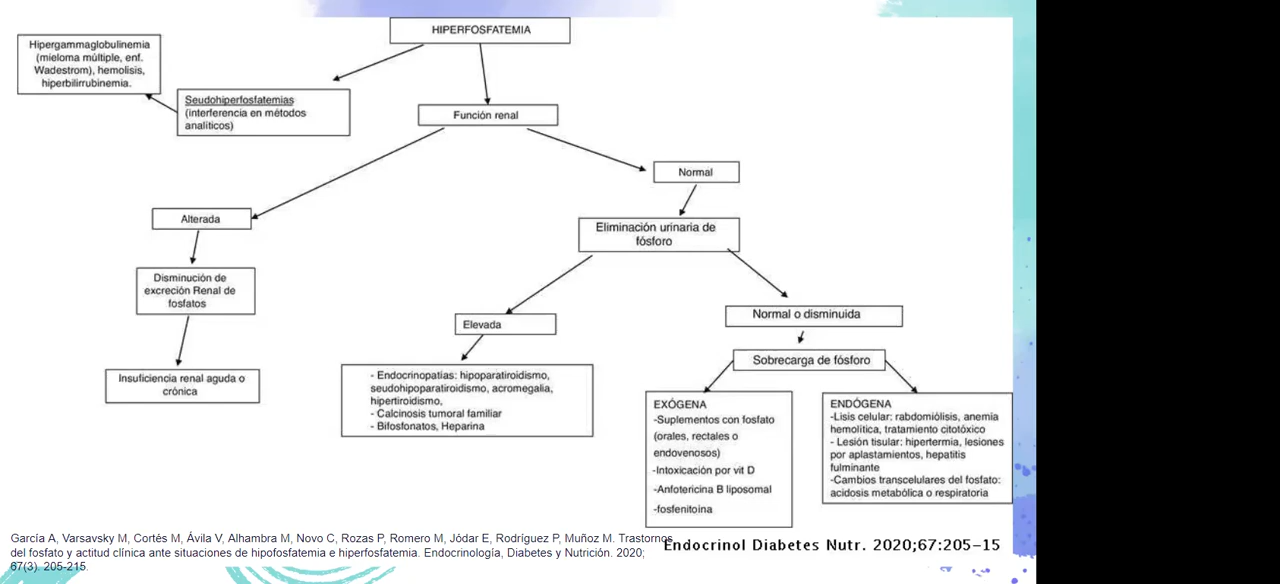 HIPERFOSFATEMIA
Hipergammaglobulinemia
(mieloma múltiple, enf.
Wadestrom), hemolisis,
hiperbilirrubinemia.
Seudohiperfosfatemias
(interferencia en métodos
analíticos)
Función renal
Normal
Alterada
Eliminación urinaria de
fósforo
Disminución de
excreción Renal de
fosfatos
Elevada
Normal o disminuida
Sobrecarga de fósforo
Insuficiencia renal aguda o
crónica
- Endocrinopatías: hipoparatiroidismo,
seudohipoparatiroidismo, acromegalia,
hipertiroidismo,
- Calcinosis tumoral familiar
- Bifosfonatos, Heparina
EXÓGENA
-Suplementos con fosfato
(orales, rectales o
endovenosos)
-Intoxicación por vit D
-Anfotericina B liposomal
-fosfenitoina
ENDÓGENA
-Lisis celular: rabdomiólisis, anemia
hemolítica, tratamiento citotóxico
- Lesión tisular: hipertermia, lesiones
por aplastamientos, hepatitis
fulminante
-Cambios transcelulares del fosfato:
acidosis metabólica o respiratoria
García A, Varsavsky M, Cortés M, Ávila V, Alhambra M, Novo C, Rozas P, Romero M, Jódar E, Rodríguez P, Muñoz M. Trastornos
del fosfato y actitud clínica ante situaciones de hipofosfatemia e hiperfosfatemia. Endocrinología, Diabetes y Nutrición. 2020;
67(3). 205-215.
Endocrinol Diabetes Nutr. 2020;67:205–15